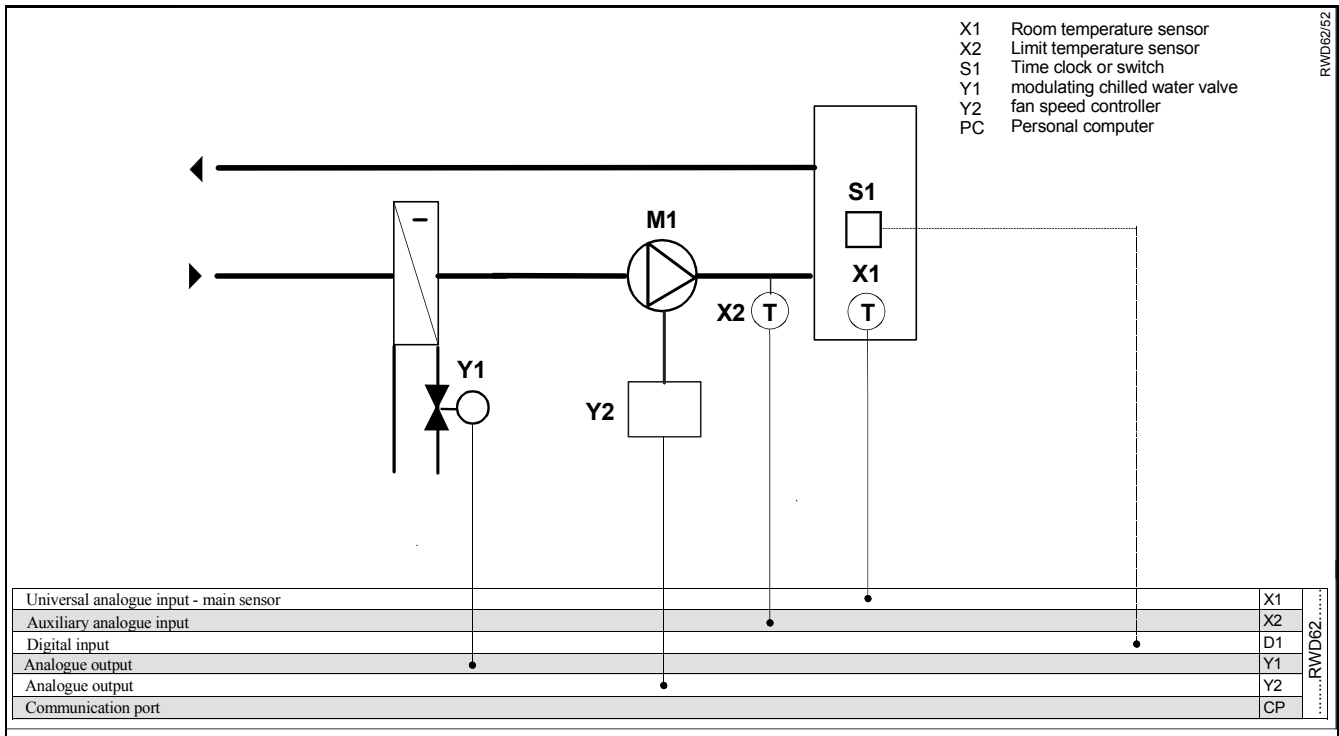 X1 Room temperature sensor
X2 Limit temperature sensor
S1 Time clock or switch
Y1 modulating chilled water valve
Y2 fan speed controller
PC Personal computer
RWD62/52
S1
M1
X1
X2
T
T
Y1
Y2
Universal analogue input - main sensor X1
Auxiliary analogue input X2
Digital input D1
Analogue output Y1
Analogue output Y2
Communication port CP
........RWD62........